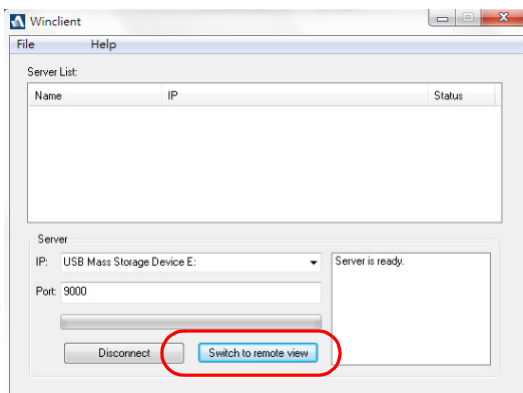 Winclient
File Help
Server List:
Name IP Status
Server
IP: USB Mass Storage Device E: Server is ready.
Port: 9000
Disconnect Switch to remote view